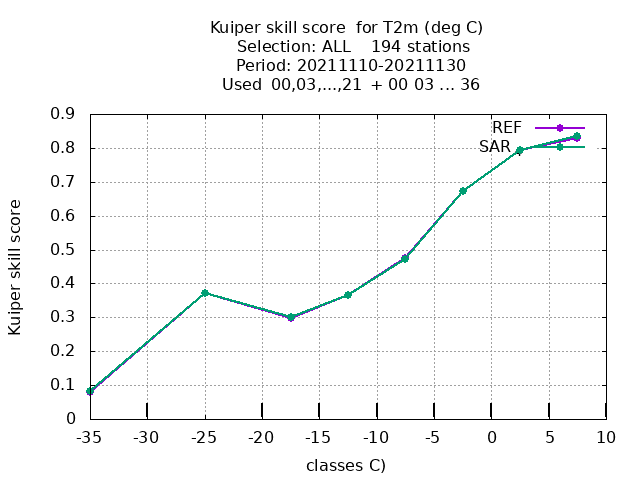 Kuiper skill score  for T2m (deg C)
Selection: ALL    194 stations
Period: 20211110-20211130
Used  00,03,...,21  + 00 03 ... 36
REF
SAR
0.9
0.8
0.7
0.6
0.5
0.4
0.3
0.2
0.1
0
Kuiper skill score
-35 -30 -25 -20 -15 -10 -5 0 5 10
classes C)